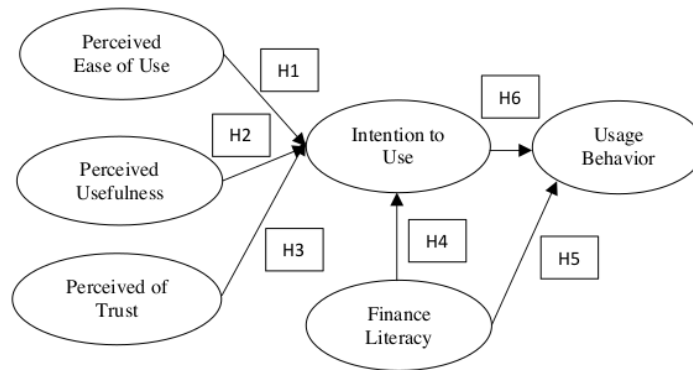 Perceived
Ease of Use
H1
H2
Perceived
Usefulness
H3
Perceived of
Trust
Intention to
Use
H6
Usage
Behavior
H4
H5
Finance
Literacy